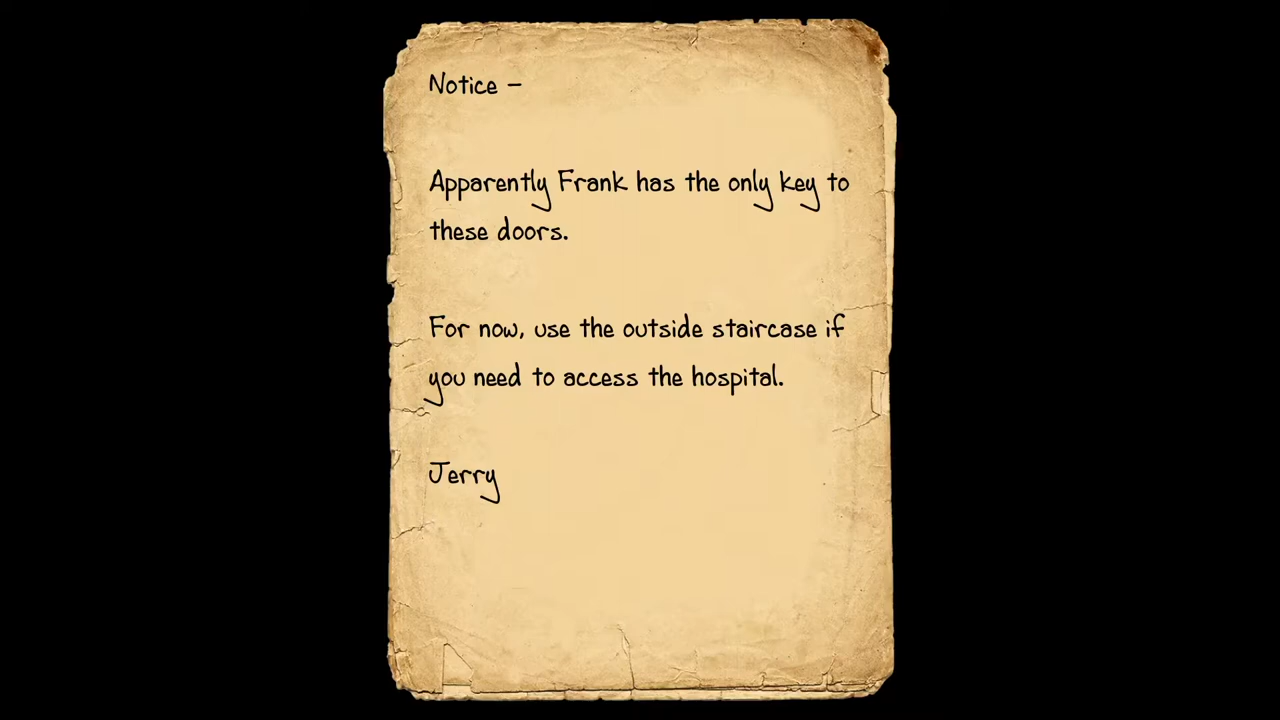 Notice -
Apparently Frank has the only key to
these doors.
For now, use the outside staircase if
you need to access the hospital.
Jerry